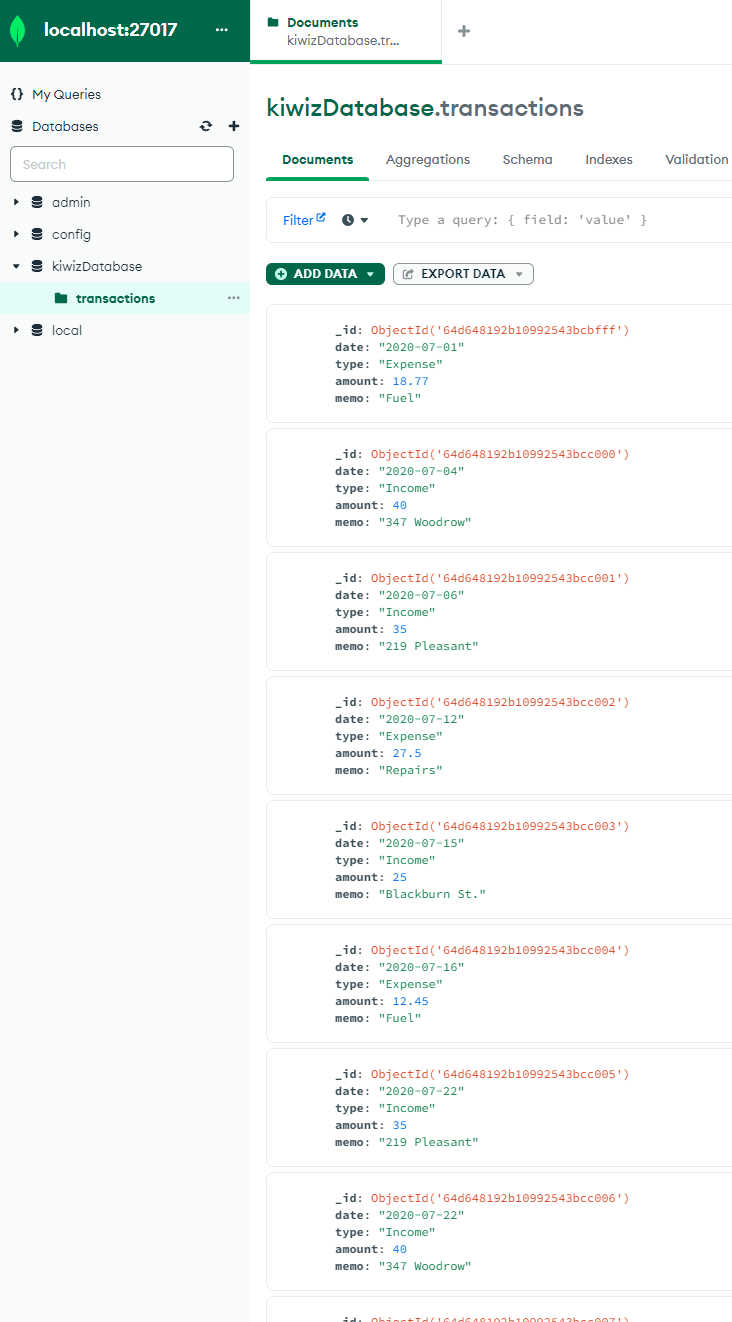 localhost:27017
...
{} My Queries
Databases
Search
admin
config
kiwizDatabase
transactions
...
local
Documents
kiwizDatabase.tr...
+
kiwizDatabase.transactions
Documents Aggregations Schema Indexes Validation
Filter Type a query: { field: 'value' }
ADD DATA EXPORT DATA
_id: ObjectId('64d648192b10992543bcbfff')
date: "2020-07-01"
type: "Expense"
amount: 18.77
memo: "Fuel"
_id: ObjectId('64d648192b10992543bcc000')
date: "2020-07-04"
type: "Income"
amount: 40
memo: "347 Woodrow"
_id: ObjectId('64d648192b10992543bcc001')
date: "2020-07-06"
type: "Income"
amount: 35
memo: "219 Pleasant"
_id: ObjectId('64d648192b10992543bcc002')
date: "2020-07-12"
type: "Expense"
amount: 27.5
memo: "Repairs"
_id: ObjectId('64d648192b10992543bcc003')
date: "2020-07-15"
type: "Income"
amount: 25
memo: "Blackburn St."
_id: ObjectId('64d648192b10992543bcc004')
date: "2020-07-16"
type: "Expense"
amount: 12.45
memo: "Fuel"
_id: ObjectId('64d648192b10992543bcc005')
date: "2020-07-22"
type: "Income"
amount: 35
memo: "219 Pleasant"
_id: ObjectId('64d648192b10992543bcc006')
date: "2020-07-22"
type: "Income"
amount: 40
memo: "347 Woodrow"
_id: ObjectId('64d648192b10992543bcc007')